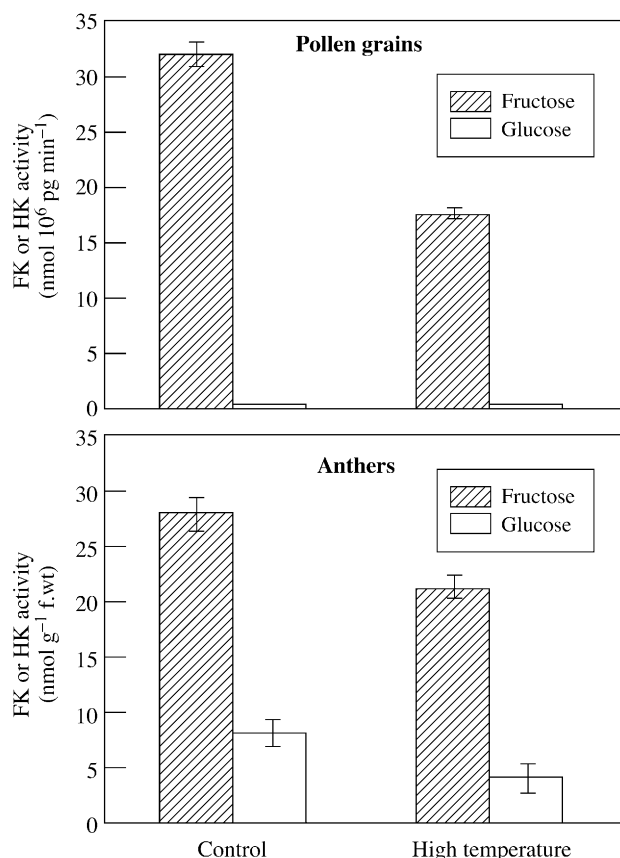 Pollen grains
Fructose
Glucose
FK or HK activity
(nmol 10⁶ pg min⁻¹)
35
30
25
20
15
10
5
0
Anthers
Fructose
Glucose
FK or HK activity
(nmol g⁻¹ f.wt)
35
30
25
20
15
10
5
0
Control High temperature